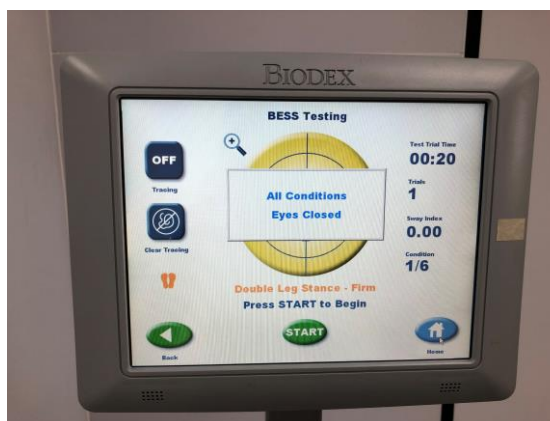 BIODEX
BESS Testing
OFF
Tracing
Clear Tracing
All Conditions
Eyes Closed
Test Trial Time
00:20
Trials
1
Sway Index
0.00
Condition
1/6
Double Leg Stance - Firm
Press START to Begin
Back
START
Home